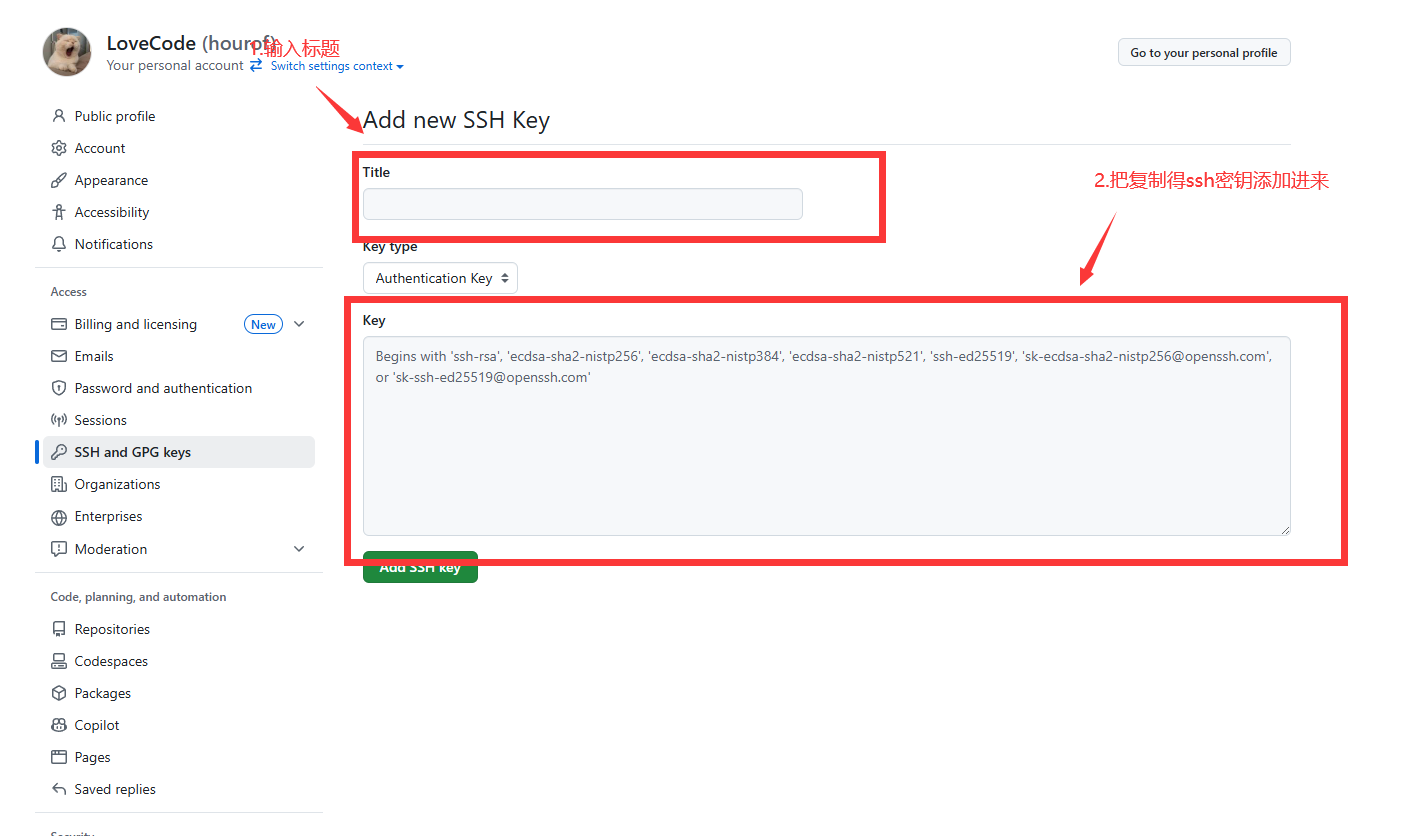 LoveCode (hourof)
1.输入标题
Your personal account Switch settings context
Go to your personal profile
Public profile
Account
Appearance
Accessibility
Notifications
Access
Billing and licensing New
Emails
Password and authentication
Sessions
SSH and GPG keys
Organizations
Enterprises
Moderation
Code, planning, and automation
Repositories
Codespaces
Packages
Copilot
Pages
Saved replies
Security
Add new SSH Key
Title
2.把复制得ssh密钥添加进来
Key type
Authentication Key
Key
Begins with 'ssh-rsa', 'ecdsa-sha2-nistp256', 'ecdsa-sha2-nistp384', 'ecdsa-sha2-nistp521', 'ssh-ed25519', 'sk-ecdsa-sha2-nistp256@openssh.com',
or 'sk-ssh-ed25519@openssh.com'
Add SSH key